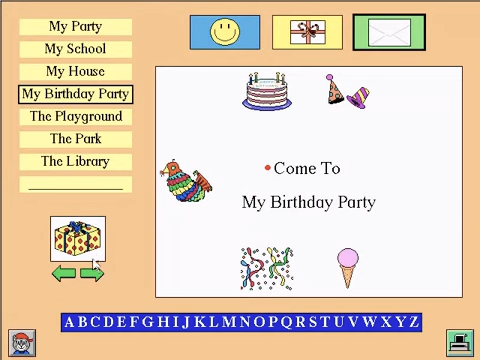 My Party
My School
My House
My Birthday Party
The Playground
The Park
The Library
Come To
My Birthday Party
A B C D E F G H I J K L M N O P Q R S T U V W X Y Z